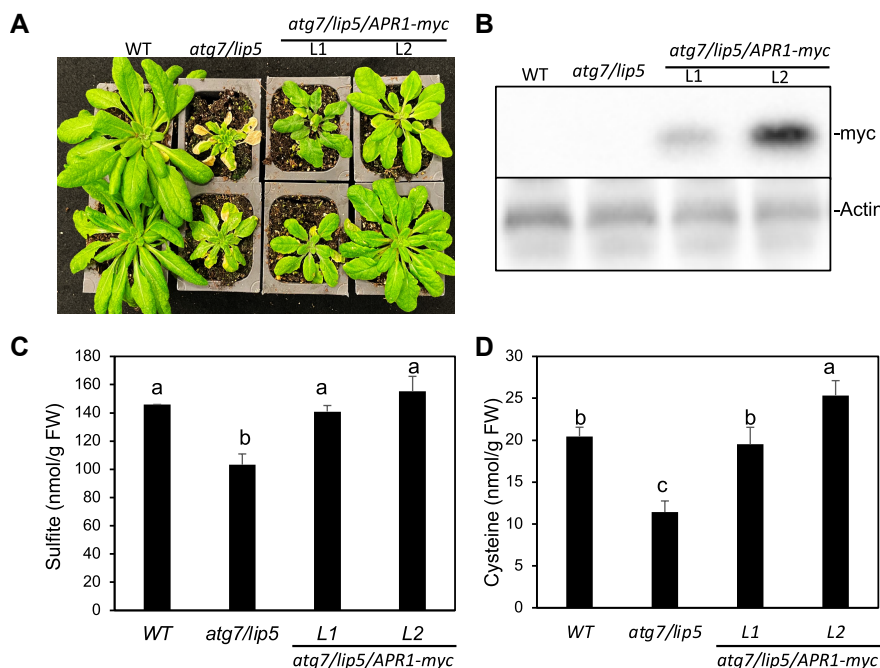 A
atg7/lip5/APR1-myc
WT atg7/lip5 L1 L2
B
atg7/lip5/APR1-myc
WT atg7/lip5 L1 L2
-myc
-Actin
C
Sulfite (nmol/g FW)
180
160
140
120
100
80
60
40
20
0
a
b
a
a
WT atg7/lip5 L1 L2
atg7/lip5/APR1-myc
D
Cysteine (nmol/g FW)
30
25
20
15
10
5
0
b
c
b
a
WT atg7/lip5 L1 L2
atg7/lip5/APR1-myc